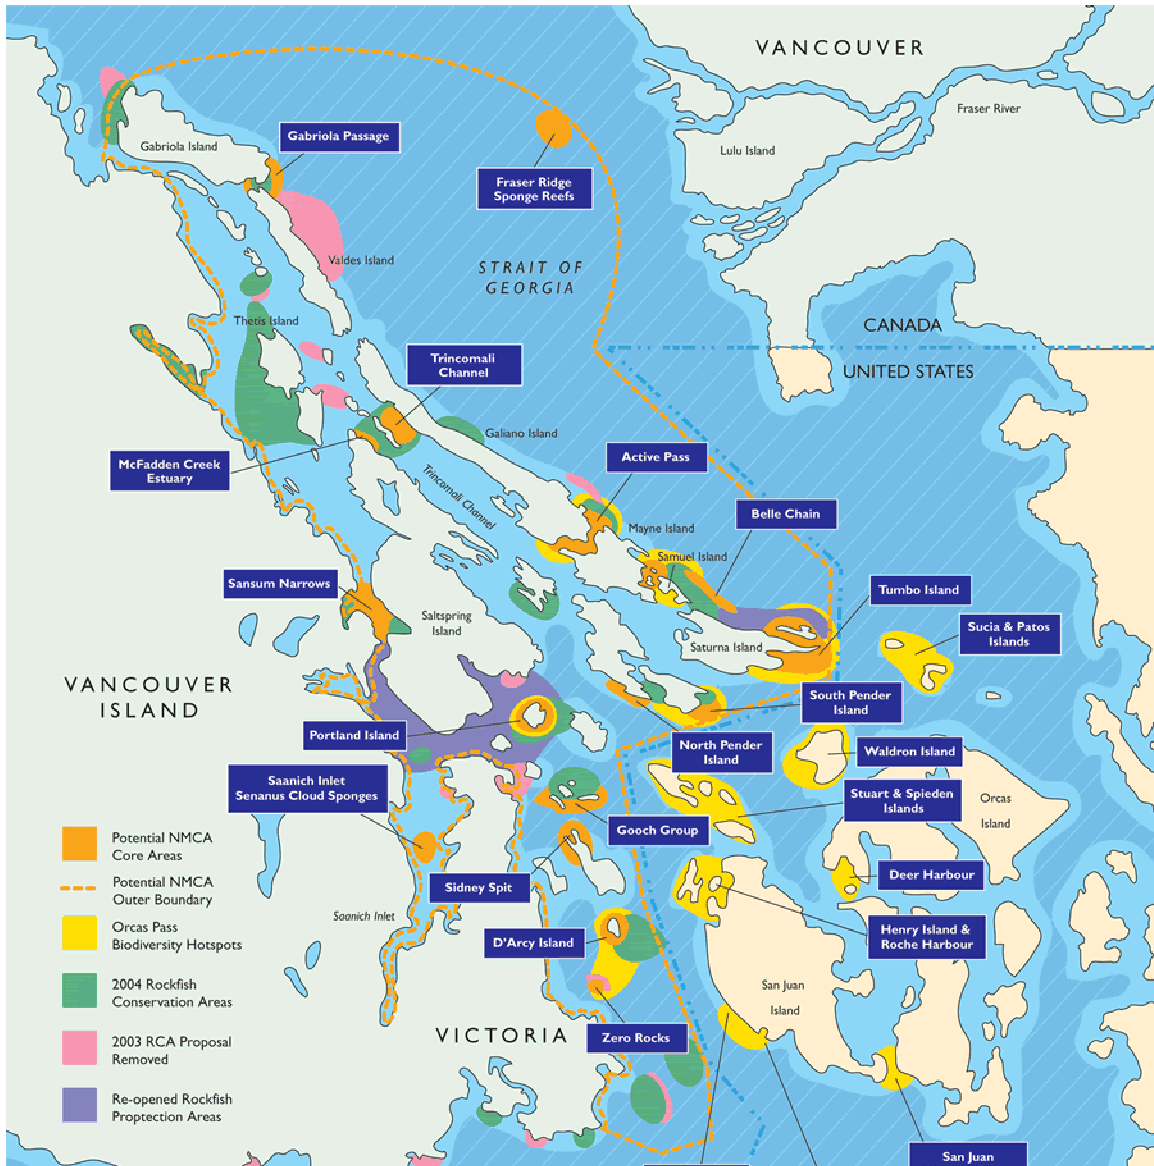 VANCOUVER
Fraser River
Gabriola Passage
Gabriola Island
Lulu Island
Fraser Ridge
Sponge Reefs
Valdes Island
STRAIT OF
GEORGIA
Thetis Island
CANADA
UNITED STATES
Trincomali
Channel
Galiano Island
McFadden Creek
Estuary
Active Pass
Trincomali Channel
Belle Chain
Mayne Island
Samuel Island
Sansum Narrows
Tumbo Island
Saltspring
Island
Saturna Island
Sucia & Patos
Islands
VANCOUVER
ISLAND
South Pender
Island
Portland Island
North Pender
Island
Waldron Island
Saanich Inlet
Senanus Cloud Sponges
Stuart & Spieden
Islands
Orcas
Island
Gooch Group
Potential NMCA
Core Areas
Potential NMCA
Outer Boundary
Orcas Pass
Biodiversity Hotspots
2004 Rockfish
Conservation Areas
2003 RCA Proposal
Removed
Re-opened Rockfish
Proptection Areas
Sidney Spit
Deer Harbour
Saanich Inlet
D'Arcy Island
Henry Island &
Roche Harbour
San Juan
Island
VICTORIA
Zero Rocks
San Juan